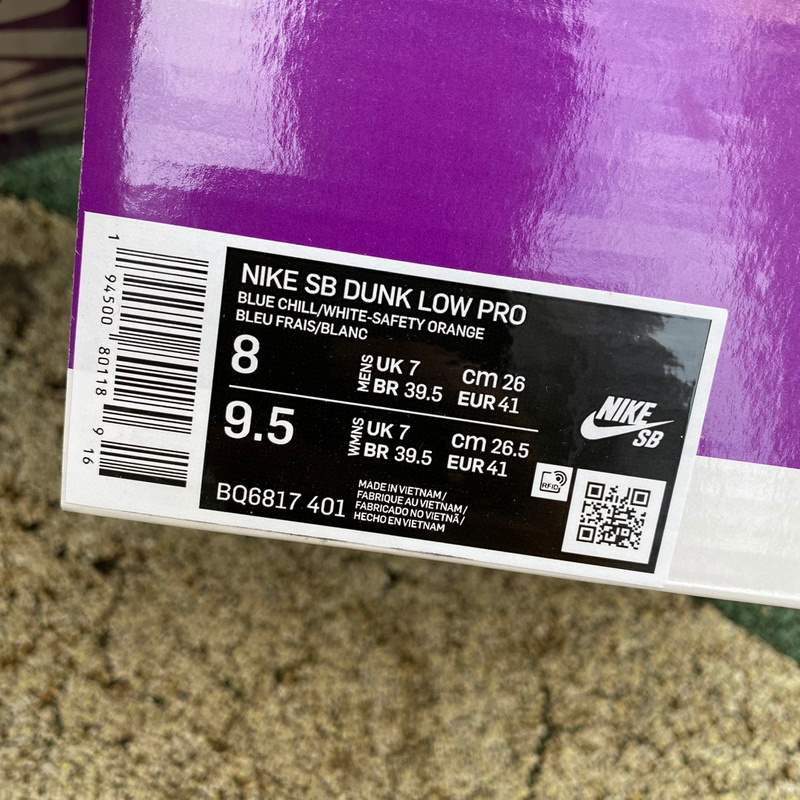 NIKE SB DUNK LOW PRO
BLUE CHILL/WHITE-SAFETY ORANGE
BLEU FRAIS/BLANC
8
MENS
UK 7 cm 26
BR 39.5 EUR 41
9.5
WMNS
UK 7 cm 26.5
BR 39.5 EUR 41
BQ6817 401
MADE IN VIETNAM/
FABRIQUE AU VIETNAM/
FABRICADO NO VIETNÃ/
HECHO EN VIETNAM
RFID
NIKE
SB
1 94500 80118 9 16